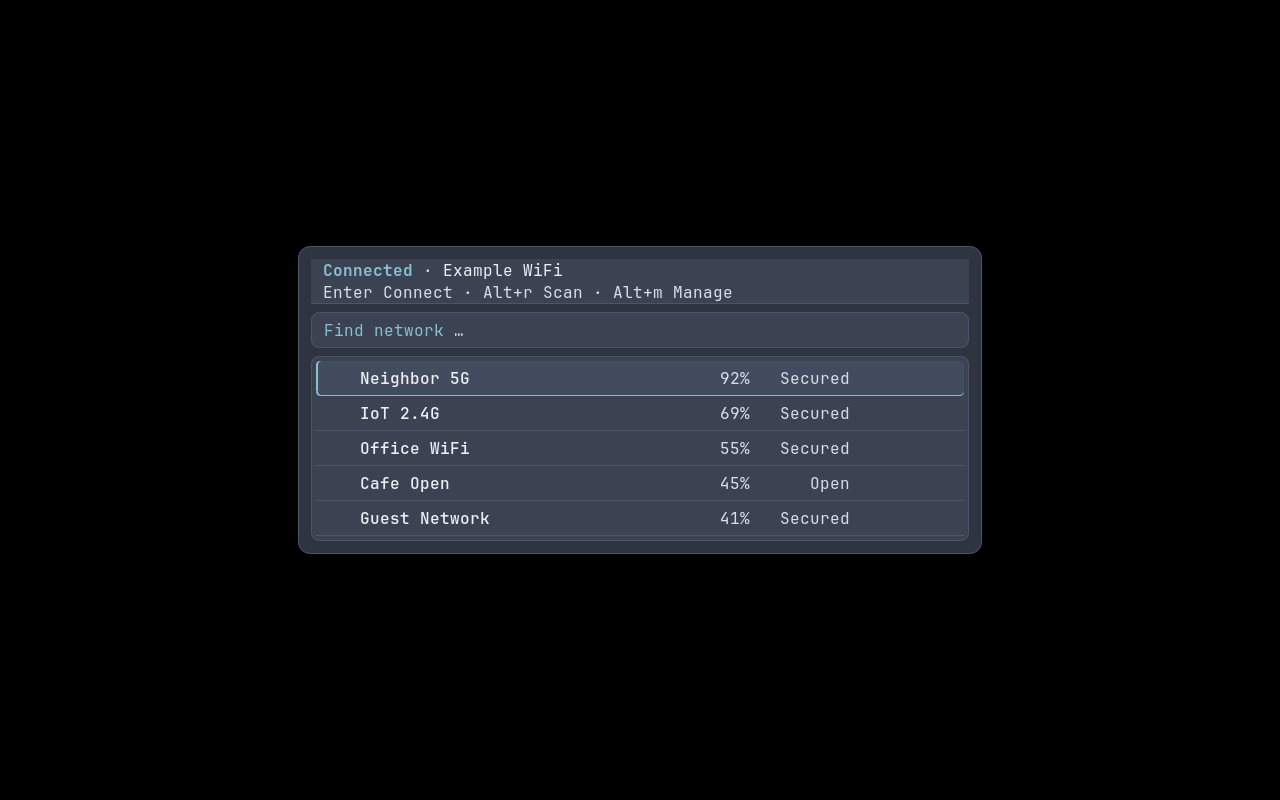 Connected · Example WiFi
Enter Connect · Alt+r Scan · Alt+m Manage
Find network …
Neighbor 5G 92% Secured
IoT 2.4G 69% Secured
Office WiFi 55% Secured
Cafe Open 45% Open
Guest Network 41% Secured